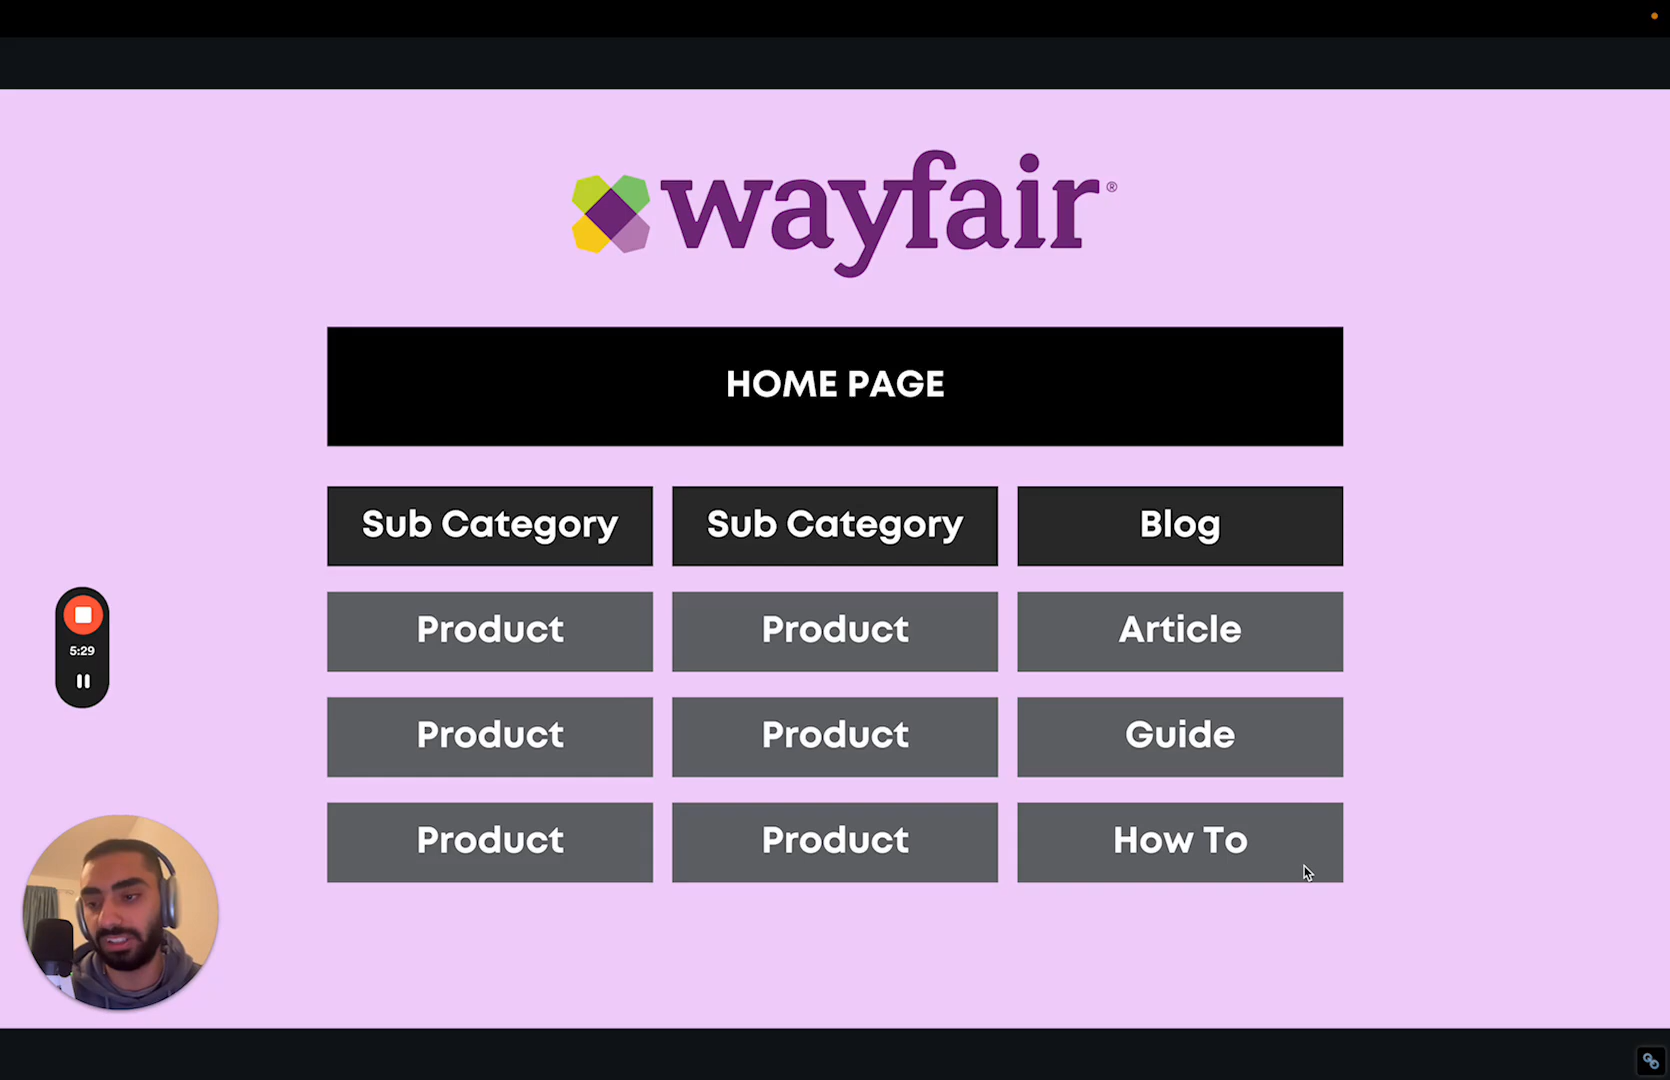 wayfair®
HOME PAGE
Sub Category
Sub Category
Blog
Product
Product
Article
Product
Product
Guide
Product
Product
How To
5:29